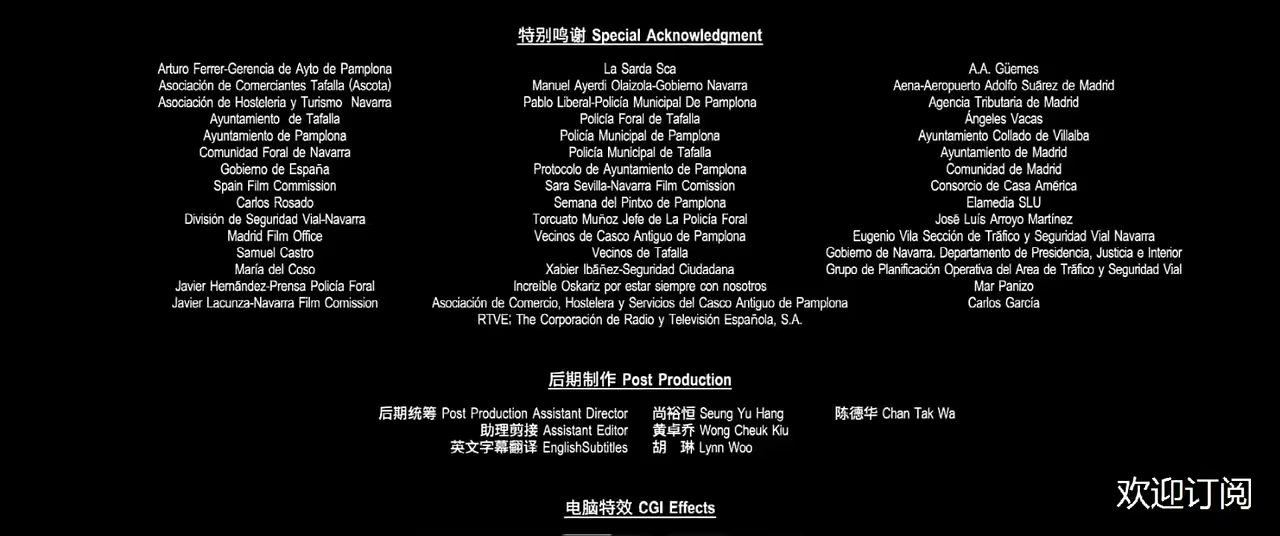 特别鸣谢 Special Acknowledgment
Arturo Ferrer-Gerencia de Ayto de Pamplona
Asociación de Comerciantes Tafalla (Ascota)
Asociación de Hosteleria y Turismo Navarra
Ayuntamiento de Tafalla
Ayuntamiento de Pamplona
Comunidad Foral de Navarra
Gobierno de España
Spain Film Commission
Carlos Rosado
División de Seguridad Vial-Navarra
Madrid Film Office
Samuel Castro
María del Coso
Javier Hernãndez-Prensa Policía Foral
Javier Lacunza-Navarra Film Comission
La Sarda Sca
Manuel Ayerdi Olaizola-Gobierno Navarra
Pablo Liberal-Policía Municipal De Pamplona
Policía Foral de Tafalla
Policía Municipal de Pamplona
Policía Municipal de Tafalla
Protocolo de Ayuntamiento de Pamplona
Sara Sevilla-Navarra Film Comission
Semana del Pintxo de Pamplona
Torcuato Muñoz Jefe de La Policía Foral
Vecinos de Casco Antiguo de Pamplona
Vecinos de Tafalla
Xabier Ibãñez-Seguridad Ciudadana
Increíble Oskariz por estar siempre con nosotros
Asociación de Comercio, Hostelera y Servicios del Casco Antiguo de Pamplona
RTVE; The Corporación de Radio y Televisión Española, S.A.
A.A. Güemes
Aena-Aeropuerto Adolfo Suãrez de Madrid
Agencia Tributaria de Madrid
Ángeles Vacas
Ayuntamiento Collado de Villalba
Ayuntamiento de Madrid
Comunidad de Madrid
Consorcio de Casa América
Elamedia SLU
José Luís Arroyo Martínez
Eugenio Vila Sección de Trãfico y Seguridad Vial Navarra
Gobierno de Navarra. Departamento de Presidencia, Justicia e Interior
Grupo de Planificación Operativa del Area de Trãfico y Seguridad Vial
Mar Panizo
Carlos García
后期制作 Post Production
后期统筹 Post Production Assistant Director 尚裕恒 Seung Yu Hang 陈德华 Chan Tak Wa
助理剪接 Assistant Editor 黄卓乔 Wong Cheuk Kiu
英文字幕翻译 EnglishSubtitles 胡 琳 Lynn Woo
电脑特效 CGI Effects
欢迎订阅